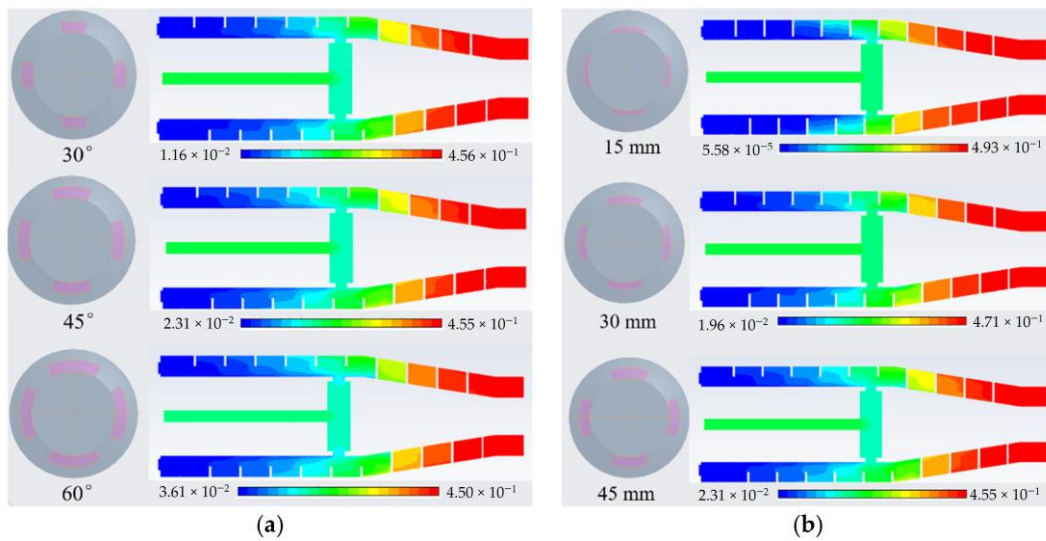 30°
1.16 × 10⁻² 4.56 × 10⁻¹
45°
2.31 × 10⁻² 4.55 × 10⁻¹
60°
3.61 × 10⁻² 4.50 × 10⁻¹
(a)
15 mm
5.58 × 10⁻⁵ 4.93 × 10⁻¹
30 mm
1.96 × 10⁻² 4.71 × 10⁻¹
45 mm
2.31 × 10⁻² 4.55 × 10⁻¹
(b)